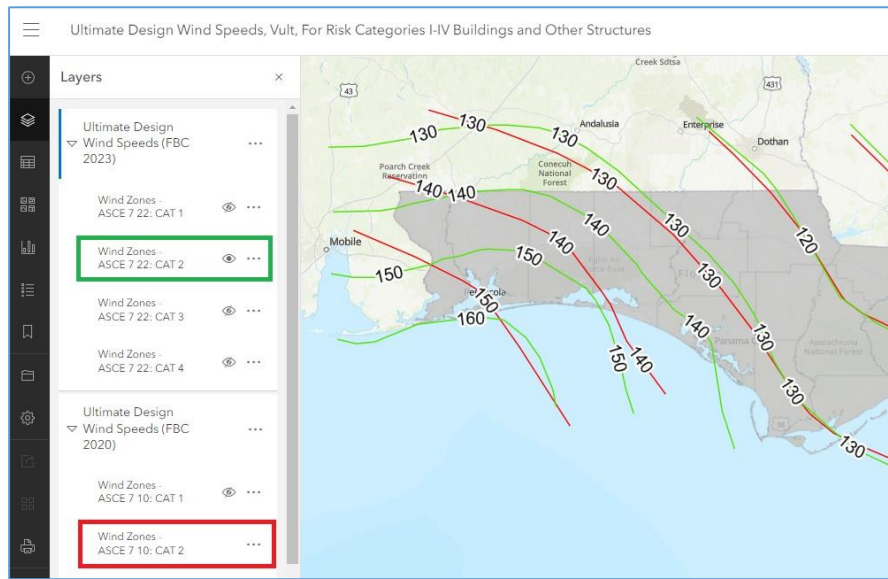 Ultimate Design Wind Speeds, Vult, For Risk Categories I-IV Buildings and Other Structures
Layers
Ultimate Design
Wind Speeds (FBC
2023)
Wind Zones -
ASCE 7 22: CAT 1
Wind Zones -
ASCE 7 22: CAT 2
Wind Zones -
ASCE 7 22: CAT 3
Wind Zones -
ASCE 7 22: CAT 4
Ultimate Design
Wind Speeds (FBC
2020)
Wind Zones -
ASCE 7 10: CAT 1
Wind Zones -
ASCE 7 10: CAT 2
Creek Sdtsa
43
431
130
130
130
Andalusia
Enterprise
Dothan
Poarch Creek
Reservation
Conecuh
National
Forest
130
140
140
140
120
Mobile
150
150
140
130
130
150
160
140
130
150
140
Apalachicola
National Forest
130
130